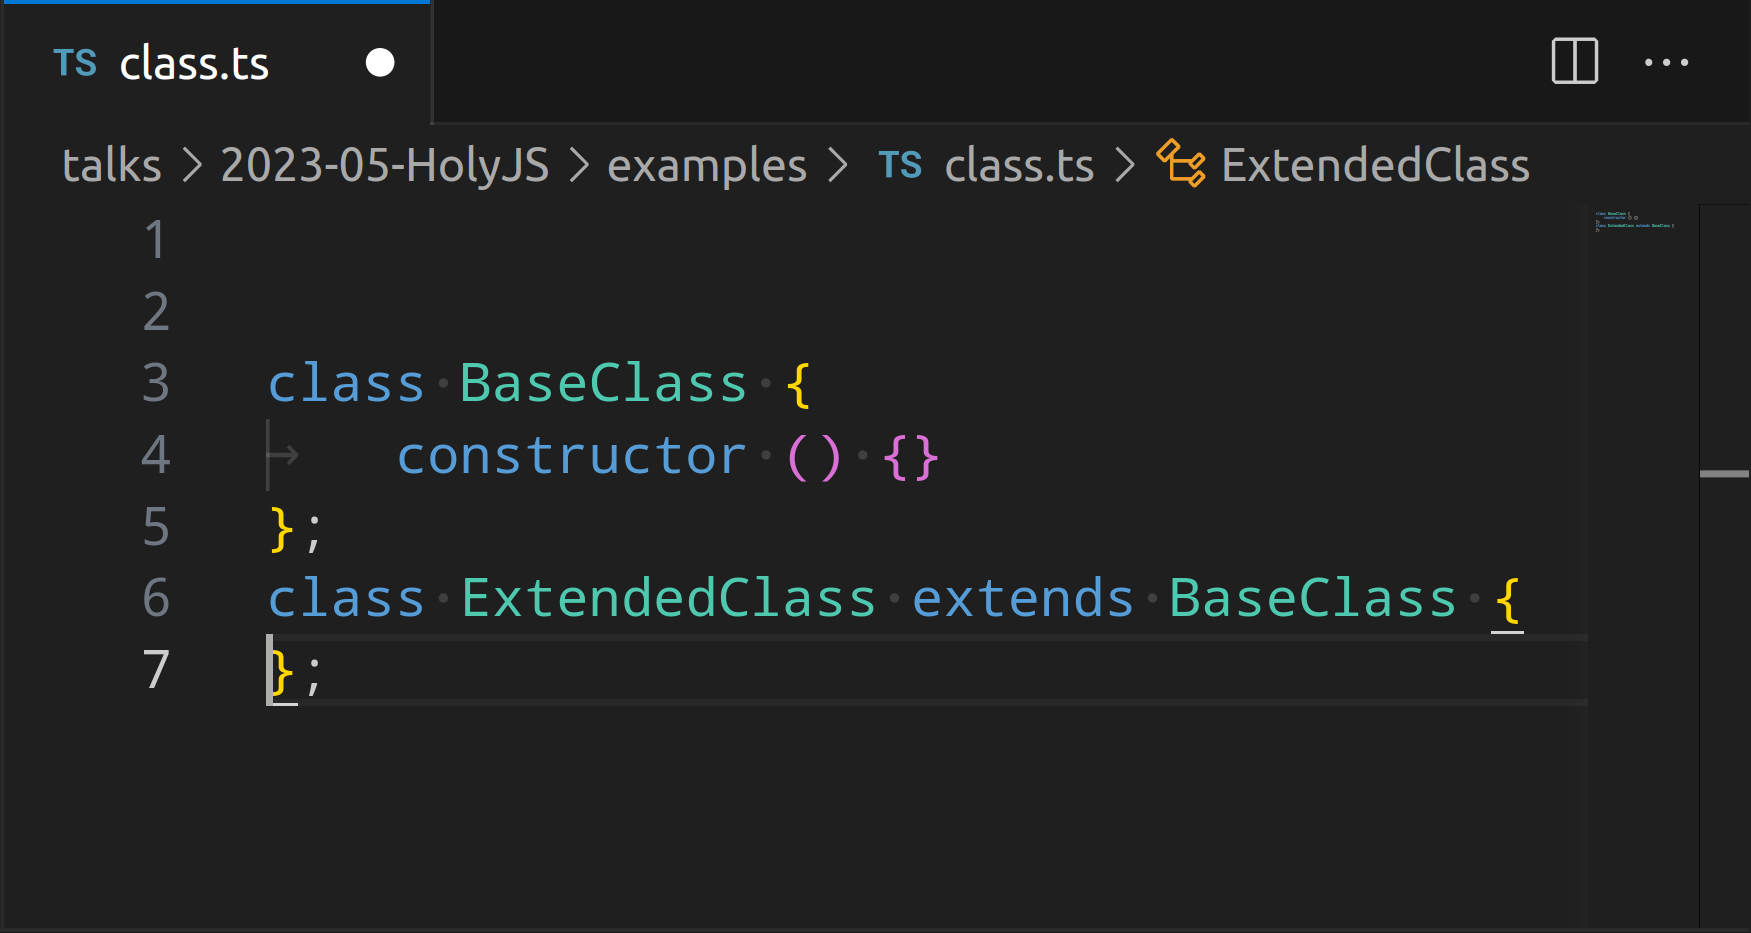 TS class.ts
talks > 2023-05-HolyJS > examples > TS class.ts > ExtendedClass
1
2
3 class BaseClass {
4 constructor () {}
5 };
6 class ExtendedClass extends BaseClass {
7 };